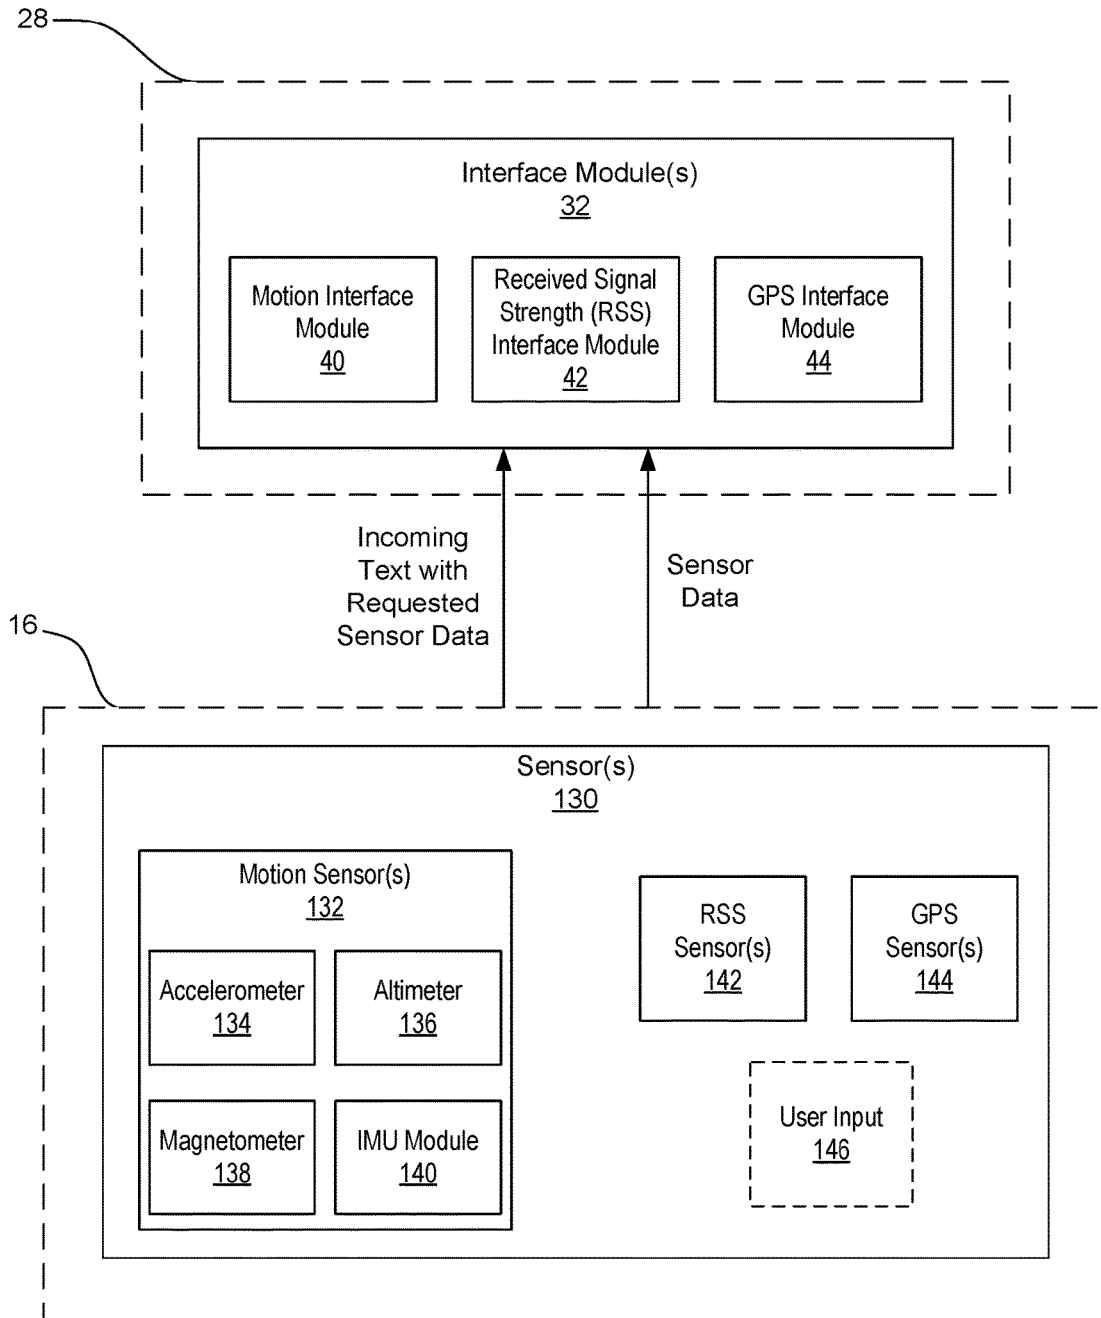 28
Interface Module(s)
32
Motion Interface
Module
40
Received Signal
Strength (RSS)
Interface Module
42
GPS Interface
Module
44
Incoming
Text with
Requested
Sensor Data
Sensor
Data
16
Sensor(s)
130
Motion Sensor(s)
132
Accelerometer
134
Altimeter
136
Magnetometer
138
IMU Module
140
RSS
Sensor(s)
142
GPS
Sensor(s)
144
User Input
146